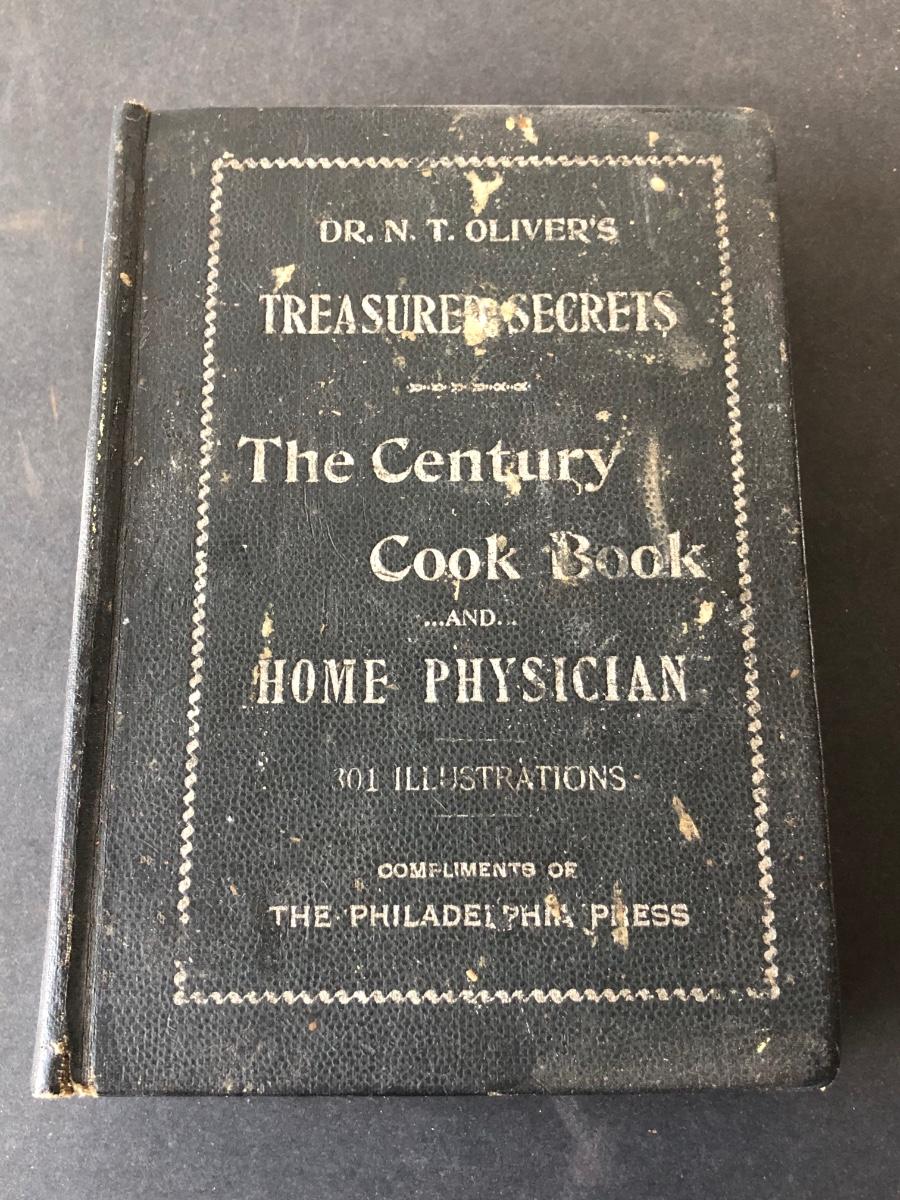 DR. N. T. OLIVER'S
TREASURED SECRETS
The Century
Cook Book
...AND...
HOME PHYSICIAN
301 ILLUSTRATIONS
COMPLIMENTS OF
THE PHILADELPHIA PRESS